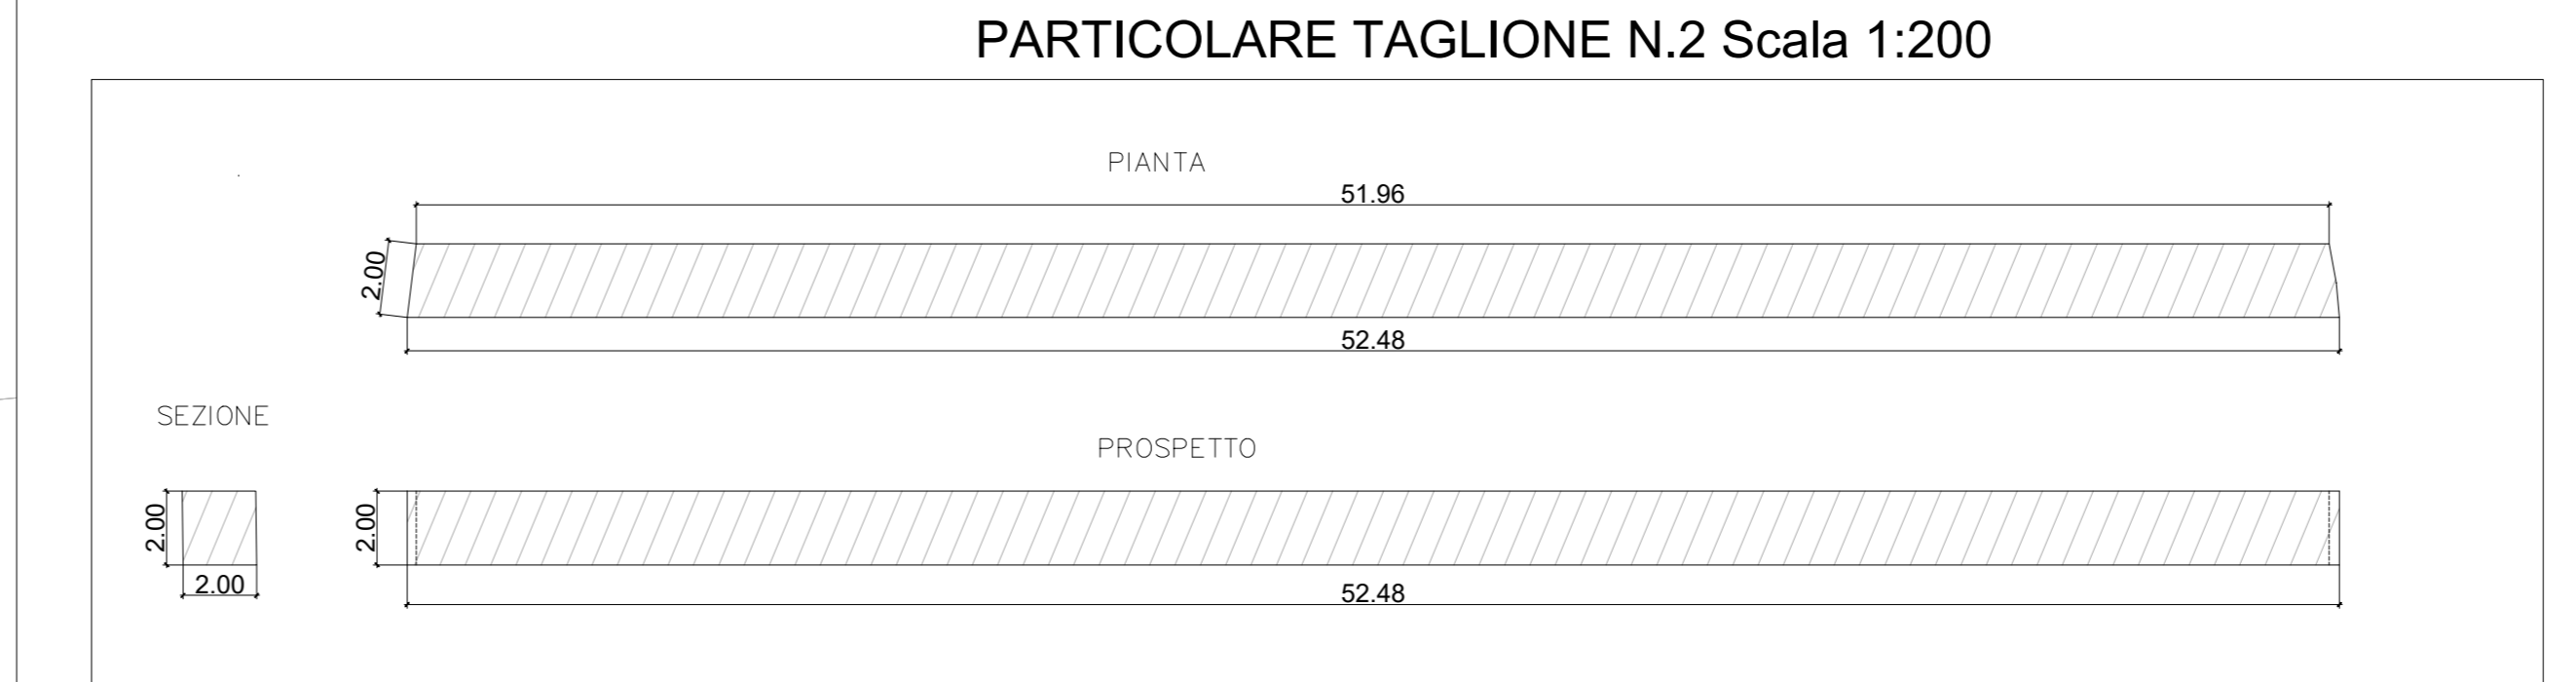 PARTICOLARE TAGLIONE N.2 Scala 1:200
PIANTA
51.96
2.00
52.48
SEZIONE
PROSPETTO
2.00
2.00
2.00
52.48